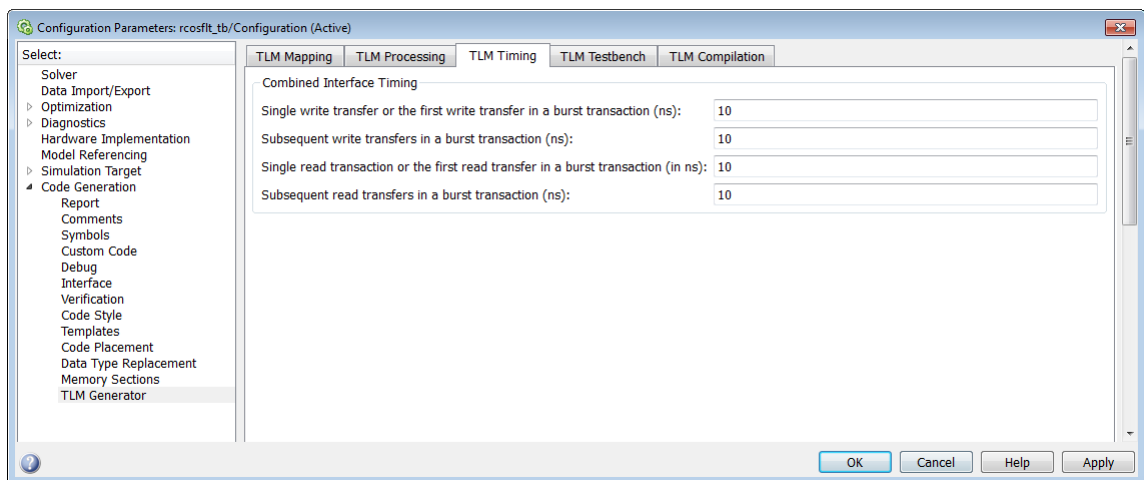 Configuration Parameters: rcosflt_tb/Configuration (Active)
Select:
Solver
Data Import/Export
Optimization
Diagnostics
Hardware Implementation
Model Referencing
Simulation Target
Code Generation
Report
Comments
Symbols
Custom Code
Debug
Interface
Verification
Code Style
Templates
Code Placement
Data Type Replacement
Memory Sections
TLM Generator
TLM Mapping TLM Processing TLM Timing TLM Testbench TLM Compilation
Combined Interface Timing
Single write transfer or the first write transfer in a burst transaction (ns): 10
Subsequent write transfers in a burst transaction (ns): 10
Single read transaction or the first read transfer in a burst transaction (in ns): 10
Subsequent read transfers in a burst transaction (ns): 10
? OK Cancel Help Apply